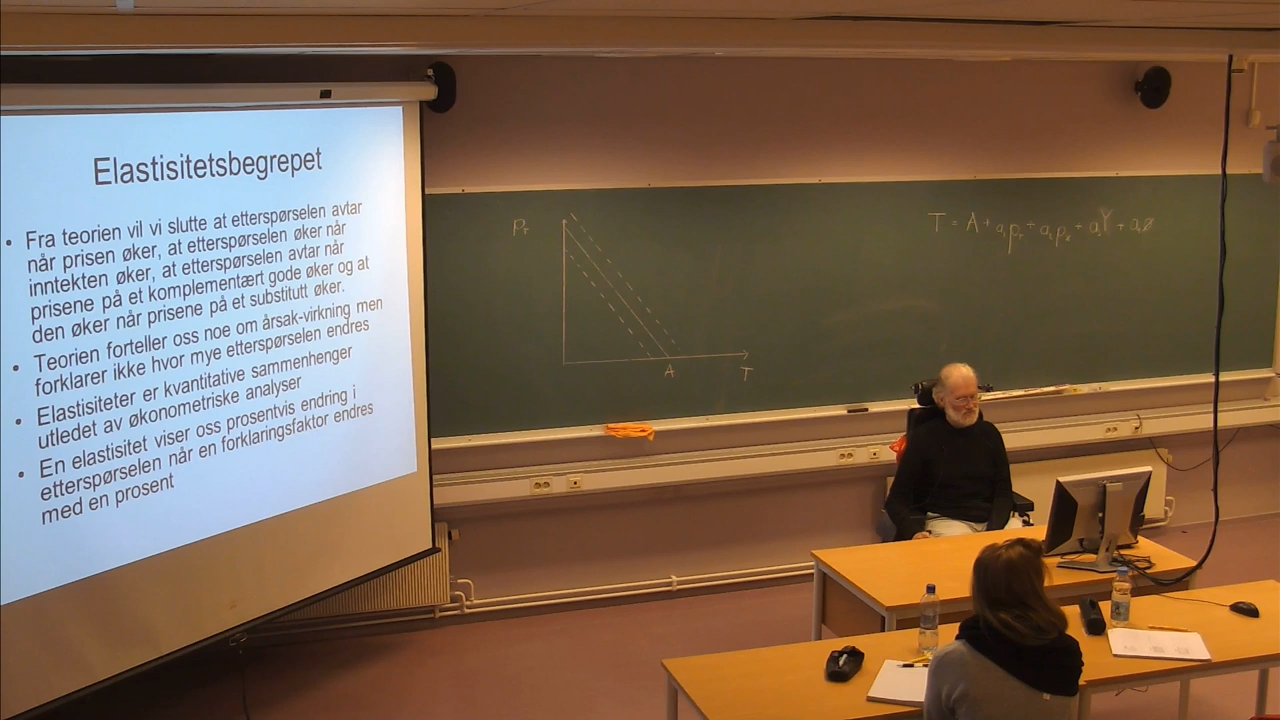 Elastisitetsbegrepet
• Fra teorien vil vi slutte at etterspørselen avtar
når prisen øker, at etterspørselen øker når
inntekten øker, at etterspørselen avtar når
prisene på et komplementært gode øker og at
den øker når prisene på et substitutt øker.
• Teorien forteller oss noe om årsak-virkning men
forklarer ikke hvor mye etterspørselen endres
• Elastisiteter er kvantitative sammenhenger
utledet av økonometriske analyser
• En elastisitet viser oss prosentvis endring i
etterspørselen når en forklaringsfaktor endres
med en prosent
A
T
T = A +